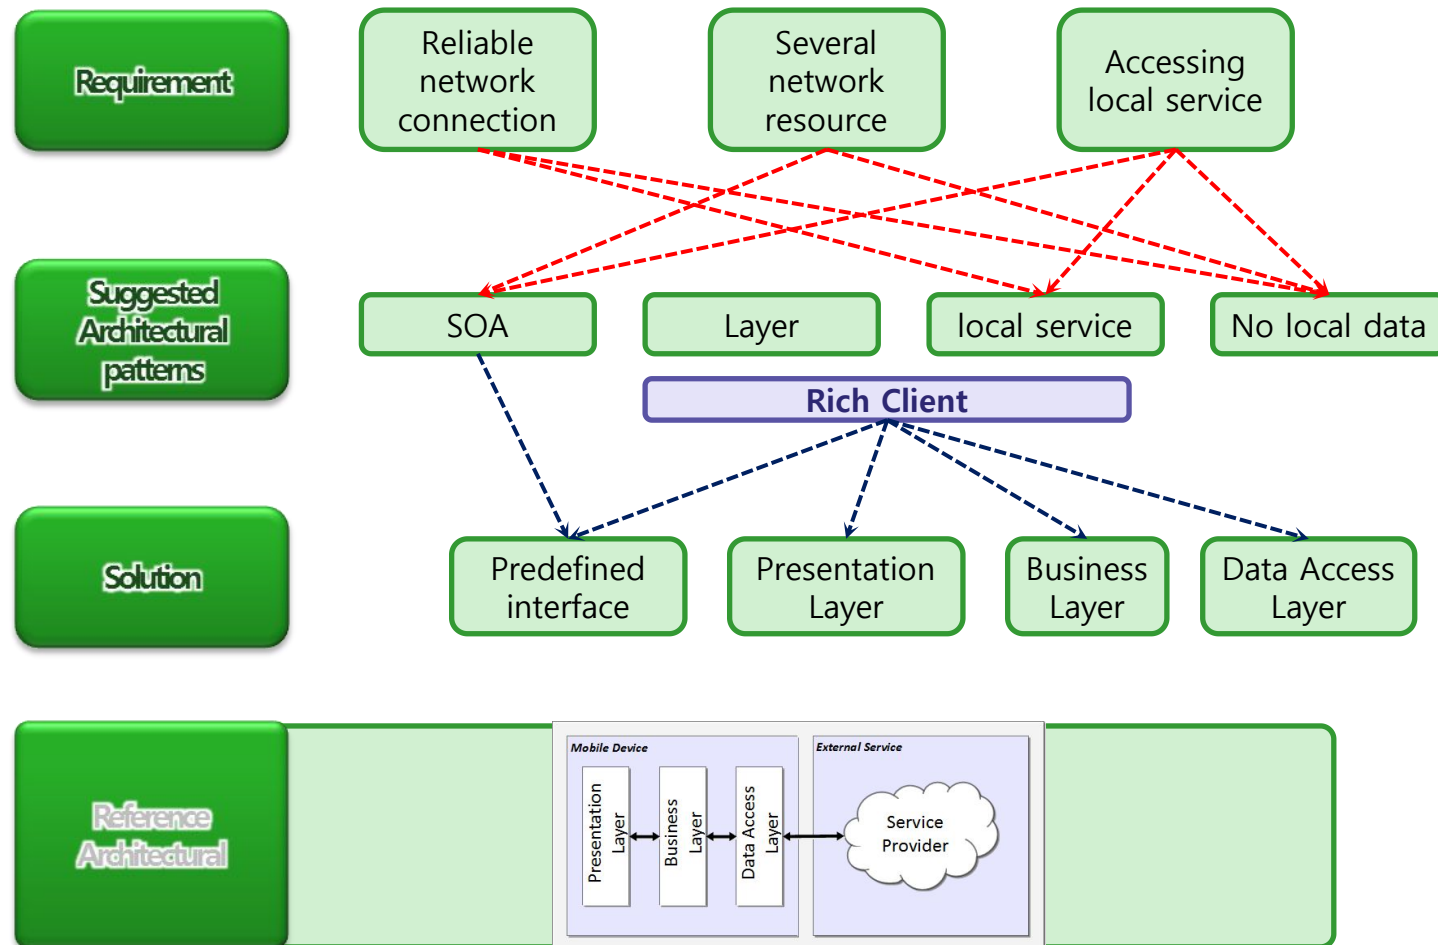 Requirement
Reliable
network
connection
Several
network
resource
Accessing
local service
Suggested
Architectural
patterns
SOA
Layer
local service
No local data
Rich Client
Solution
Predefined
interface
Presentation
Layer
Business
Layer
Data Access
Layer
Reference
Architectural
Mobile Device
Presentation
Layer
Business
Layer
Data Access
Layer
External Service
Service
Provider